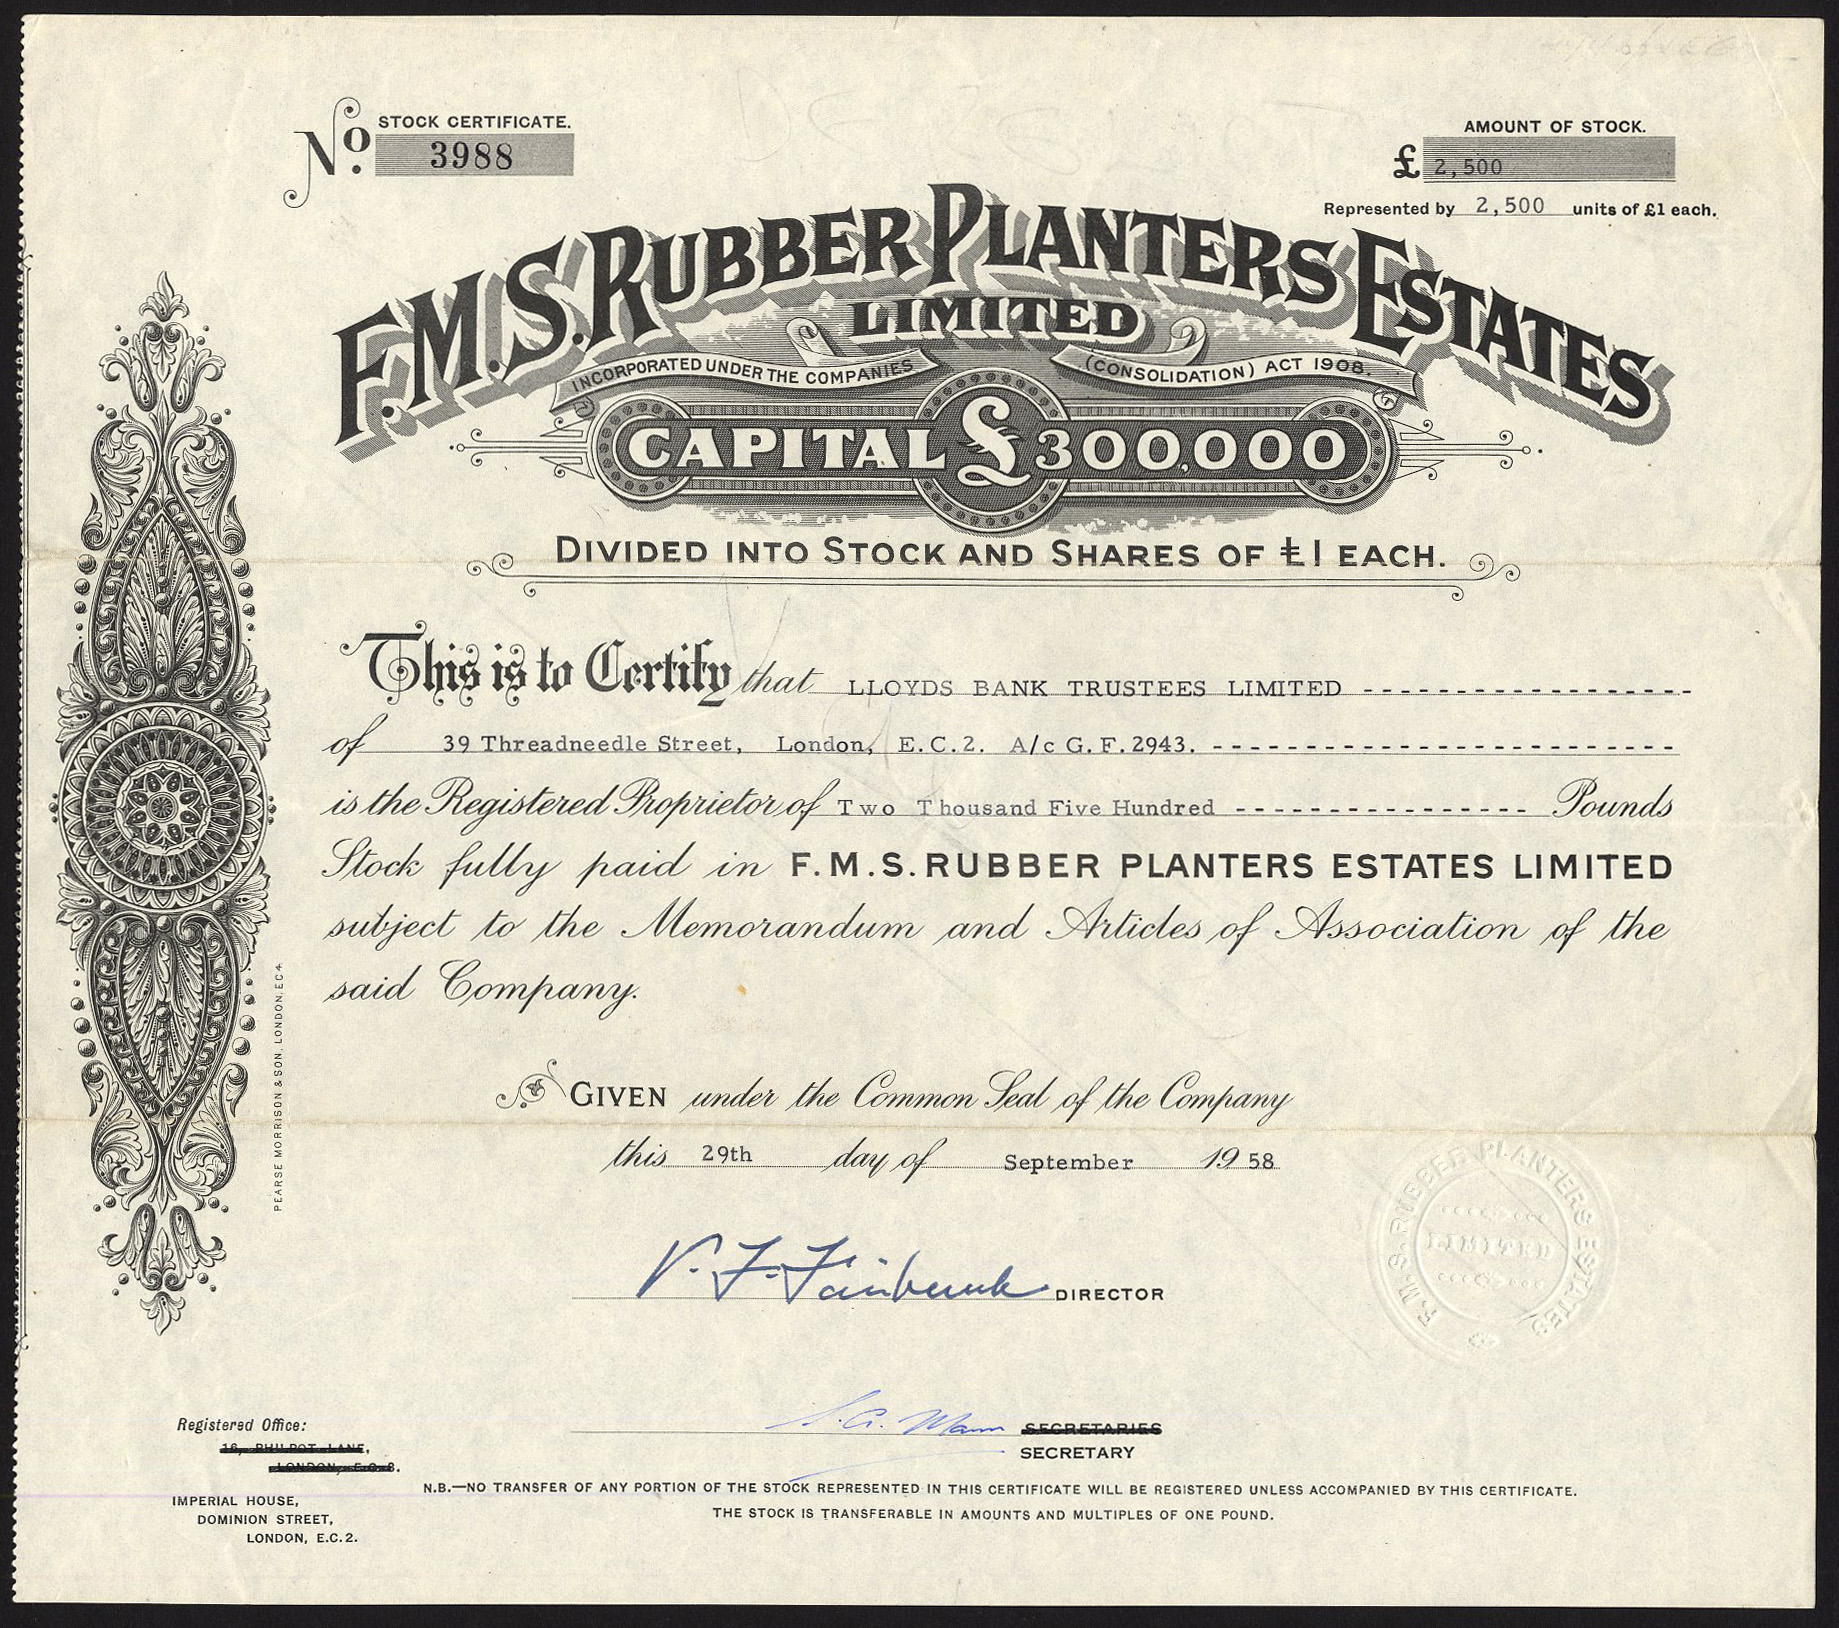 No. STOCK CERTIFICATE.
3988
AMOUNT OF STOCK.
£ 2,500
Represented by 2,500 units of £1 each.
F.M.S. RUBBER PLANTERS ESTATES
LIMITED
INCORPORATED UNDER THE COMPANIES (CONSOLIDATION) ACT 1908.
CAPITAL £300,000
DIVIDED INTO STOCK AND SHARES OF £1 EACH.
This is to Certify that LLOYDS BANK TRUSTEES LIMITED
of 39 Threadneedle Street, London, E.C.2. A/c G.F.2943.
is the Registered Proprietor of Two Thousand Five Hundred Pounds
Stock fully paid in F.M.S. RUBBER PLANTERS ESTATES LIMITED
subject to the Memorandum and Articles of Association of the
said Company.
GIVEN under the Common Seal of the Company
this 29th day of September 1958
F.M.S. RUBBER PLANTERS ESTATES
LIMITED
DIRECTOR
SECRETARIES
SECRETARY
Registered Office:
16, PHILPOT LANE,
LONDON, E.C.3.
IMPERIAL HOUSE,
DOMINION STREET,
LONDON, E.C.2.
N.B.—NO TRANSFER OF ANY PORTION OF THE STOCK REPRESENTED IN THIS CERTIFICATE WILL BE REGISTERED UNLESS ACCOMPANIED BY THIS CERTIFICATE.
THE STOCK IS TRANSFERABLE IN AMOUNTS AND MULTIPLES OF ONE POUND.
PEARSE MORRISON & SON, LONDON, E C 4